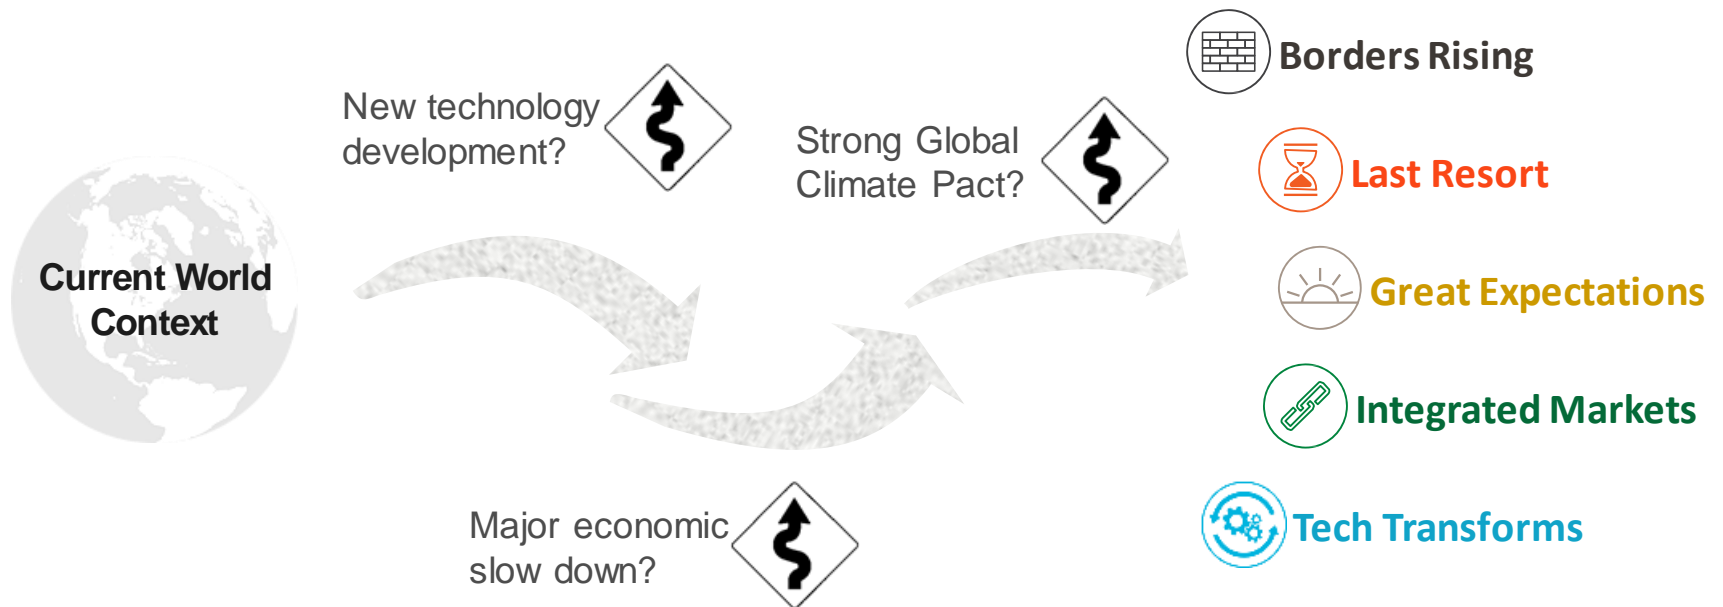 Current World
Context
New technology
development?
Major economic
slow down?
Strong Global
Climate Pact?
Borders Rising
Last Resort
Great Expectations
Integrated Markets
Tech Transforms